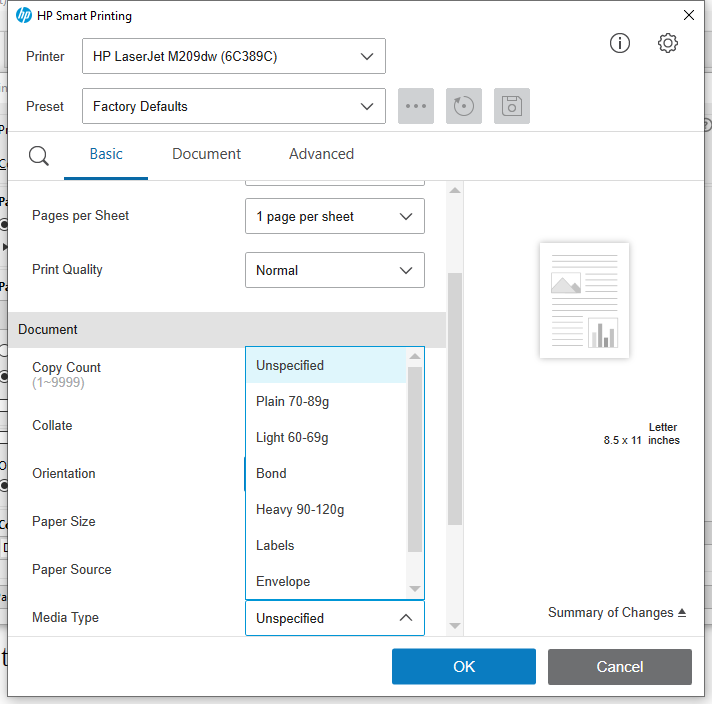 HP Smart Printing
Printer
HP LaserJet M209dw (6C389C)
Preset
Factory Defaults
Basic
Document
Advanced
Pages per Sheet
1 page per sheet
Print Quality
Normal
Document
Copy Count
(1~9999)
Collate
Orientation
Paper Size
Paper Source
Media Type
Unspecified
Plain 70-89g
Light 60-69g
Bond
Heavy 90-120g
Labels
Envelope
Unspecified
Letter
8.5 x 11 inches
Summary of Changes
OK
Cancel